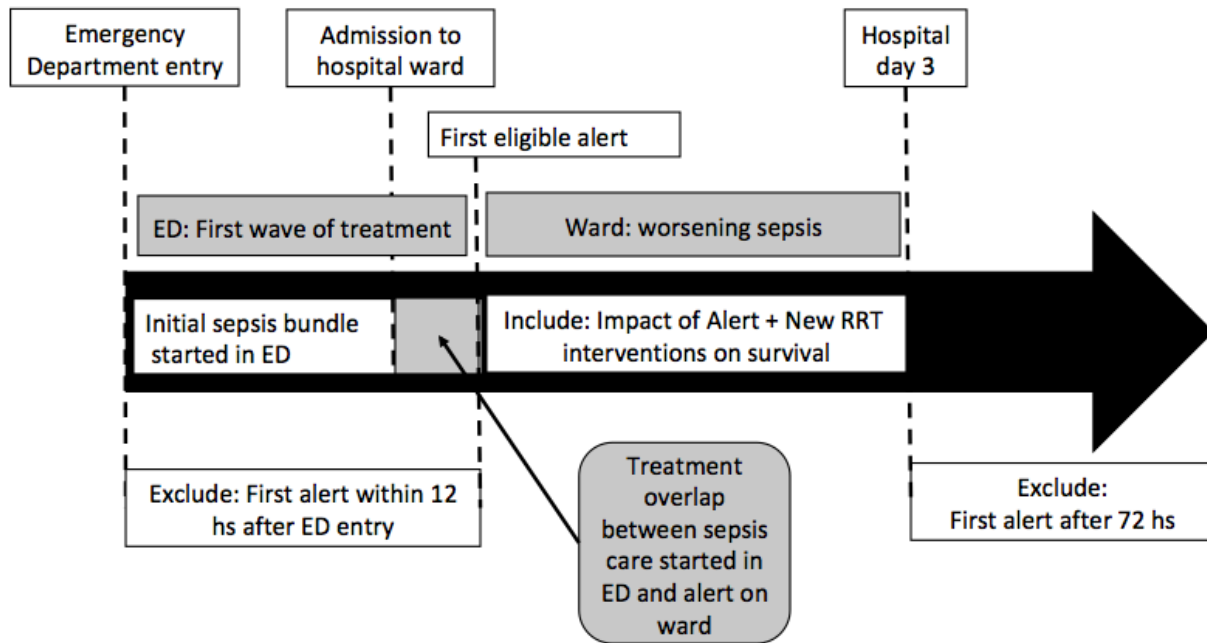 Emergency
Department entry
Admission to
hospital ward
Hospital
day 3
First eligible alert
ED: First wave of treatment
Ward: worsening sepsis
Initial sepsis bundle
started in ED
Include: Impact of Alert + New RRT
interventions on survival
Exclude: First alert within 12
hs after ED entry
Treatment
overlap
between sepsis
care started in
ED and alert on
ward
Exclude:
First alert after 72 hs